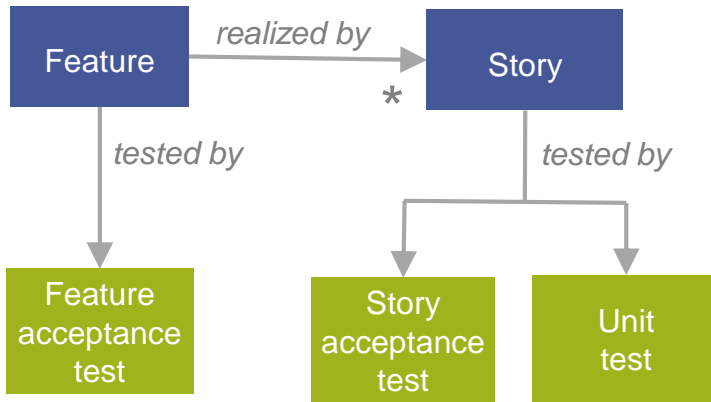 Feature
realized by
Story
*
tested by
tested by
Feature
acceptance
test
Story
acceptance
test
Unit
test